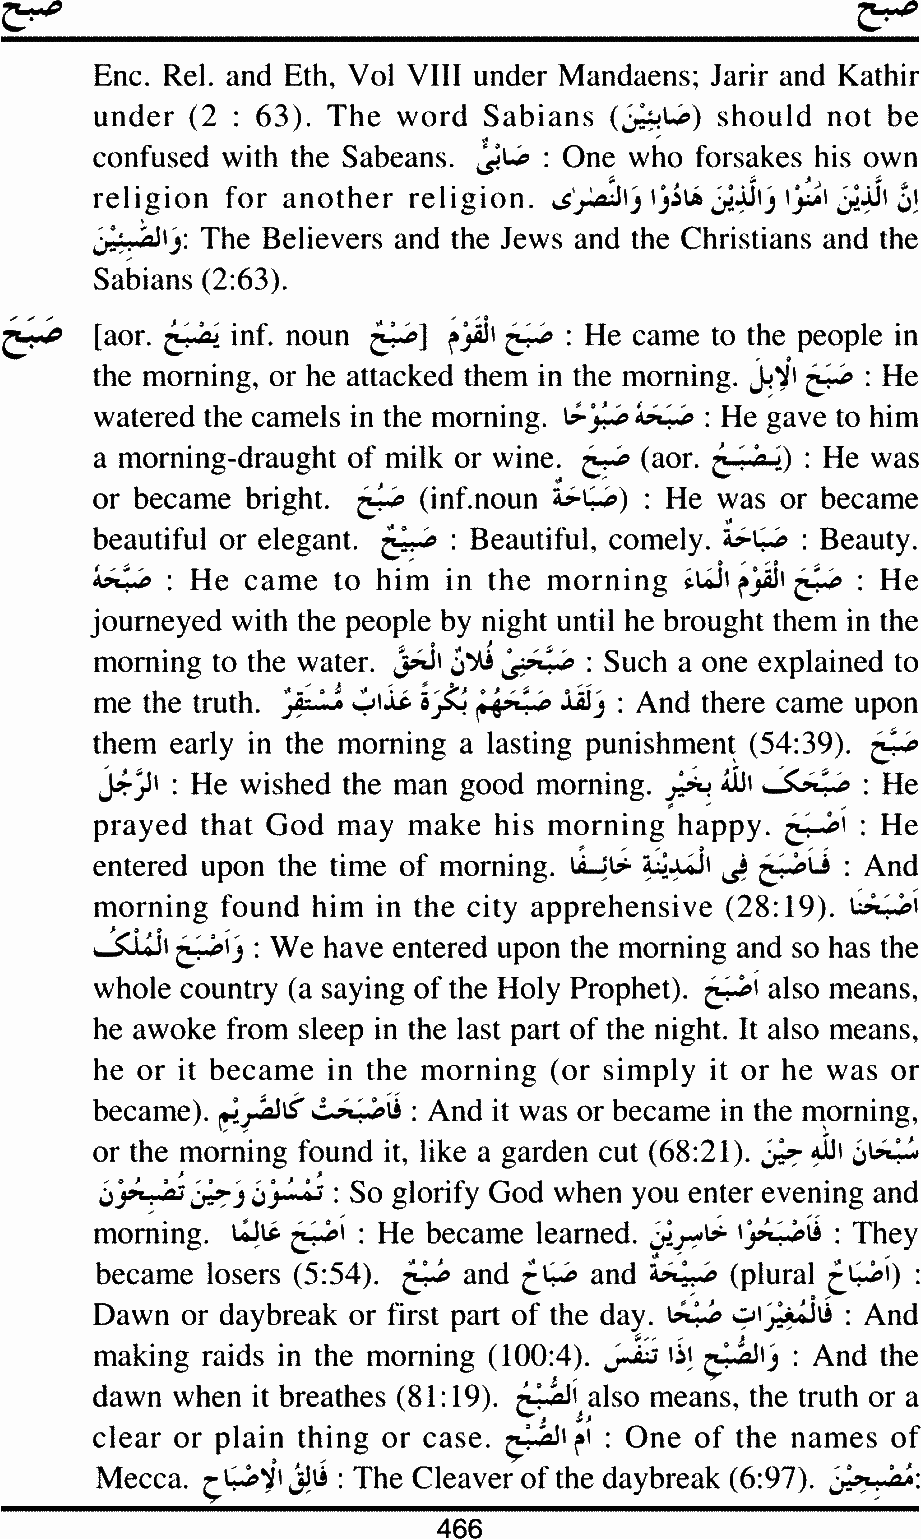 صبح صبح
Enc. Rel. and Eth, Vol VIII under Mandaens; Jarir and Kathir
under (2 : 63). The word Sabians (صَابِئِيْنَ) should not be
confused with the Sabeans. صَابِئٌ : One who forsakes his own
religion for another religion. اِنَّ الَّذِيْنَ اٰمَنُوْا وَالَّذِيْنَ هَادُوْا وَالنَّصٰرٰى
وَالصّٰبِئِيْنَ: The Believers and the Jews and the Christians and the
Sabians (2:63).
صَبَحَ [aor. يَصْبَحُ inf. noun صَبْحٌ] صَبَحَ الْقَوْمَ : He came to the people in
the morning, or he attacked them in the morning. صَبَحَ الْاِبِلَ : He
watered the camels in the morning. صَبَحَهٗ صَبُوْحًا : He gave to him
a morning-draught of milk or wine. صَبِحَ (aor. يَصْبَحُ) : He was
or became bright. صَبُحَ (inf.noun صَبَاحَةٌ) : He was or became
beautiful or elegant. صَبِيْحٌ : Beautiful, comely. صَبَاحَةٌ : Beauty.
صَبَّحَهٗ : He came to him in the morning صَبَّحَ الْقَوْمَ الْمَاءَ : He
journeyed with the people by night until he brought them in the
morning to the water. صَبَّحَنِىْ فُلَانٌ الْحَقَّ : Such a one explained to
me the truth. وَلَقَدْ صَبَّحَهُمْ بُكْرَةً عَذَابٌ مُّسْتَقِرٌّ : And there came upon
them early in the morning a lasting punishment (54:39). صَبَّحَ
الرَّجُلَ : He wished the man good morning. صَبَّحَكَ اللّٰهُ بِخَيْرٍ : He
prayed that God may make his morning happy. اَصْبَحَ : He
entered upon the time of morning. فَاَصْبَحَ فِى الْمَدِيْنَةِ خَائِفًا : And
morning found him in the city apprehensive (28:19). اَصْبَحْنَا
وَاَصْبَحَ الْمُلْكُ : We have entered upon the morning and so has the
whole country (a saying of the Holy Prophet). اَصْبَحَ also means,
he awoke from sleep in the last part of the night. It also means,
he or it became in the morning (or simply it or he was or
became). فَاَصْبَحَتْ كَالصَّرِيْمِ : And it was or became in the morning,
or the morning found it, like a garden cut (68:21). سُبْحَانَ اللّٰهِ حِيْنَ
تُمْسُوْنَ وَحِيْنَ تُصْبِحُوْنَ : So glorify God when you enter evening and
morning. اَصْبَحَ عَالِمًا : He became learned. فَاَصْبَحُوْا خَاسِرِيْنَ : They
became losers (5:54). صُبْحٌ and صَبَاحٌ and صَبِيْحَةٌ (plural اَصْبَاحٌ) :
Dawn or daybreak or first part of the day. فَالْمُغِيْرَاتِ صُبْحًا : And
making raids in the morning (100:4). وَالصُّبْحِ اِذَا تَنَفَّسَ : And the
dawn when it breathes (81:19). الصُّبْحُ also means, the truth or a
clear or plain thing or case. اُمُّ الصُّبْحِ : One of the names of
Mecca. فَالِقُ الْاِصْبَاحِ : The Cleaver of the daybreak (6:97). مُصْبِحِيْنَ:
466